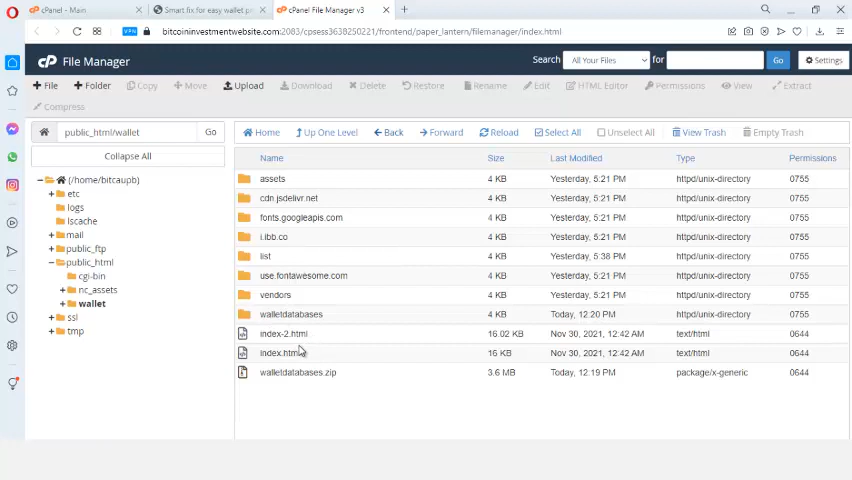 cPanel - Main
Smart fix for easy wallet pr
cPanel File Manager v3
VPN
bitcoininvestmentwebsite.com:2083/cpsess3638250221/frontend/paper_lantern/filemanager/index.html
cP File Manager
Search All Your Files for Go Settings
File Folder Copy Move Upload Download Delete Restore Rename Edit HTML Editor Permissions View Extract
Compress
public_html/wallet Go
Collapse All
(/home/bitcaupb)
etc
logs
lscache
mail
public_ftp
public_html
cgi-bin
nc_assets
wallet
ssl
tmp
Home Up One Level Back Forward Reload Select All Unselect All View Trash Empty Trash
Name Size Last Modified Type Permissions
assets 4 KB Yesterday, 5:21 PM httpd/unix-directory 0755
cdn.jsdelivr.net 4 KB Yesterday, 5:21 PM httpd/unix-directory 0755
fonts.googleapis.com 4 KB Yesterday, 5:21 PM httpd/unix-directory 0755
i.ibb.co 4 KB Yesterday, 5:21 PM httpd/unix-directory 0755
list 4 KB Yesterday, 5:38 PM httpd/unix-directory 0755
use.fontawesome.com 4 KB Yesterday, 5:21 PM httpd/unix-directory 0755
vendors 4 KB Yesterday, 5:21 PM httpd/unix-directory 0755
walletdatabases 4 KB Today, 12:20 PM httpd/unix-directory 0755
index-2.html 16.02 KB Nov 30, 2021, 12:42 AM text/html 0644
index.html 16 KB Nov 30, 2021, 12:42 AM text/html 0644
walletdatabases.zip 3.6 MB Today, 12:19 PM package/x-generic 0644